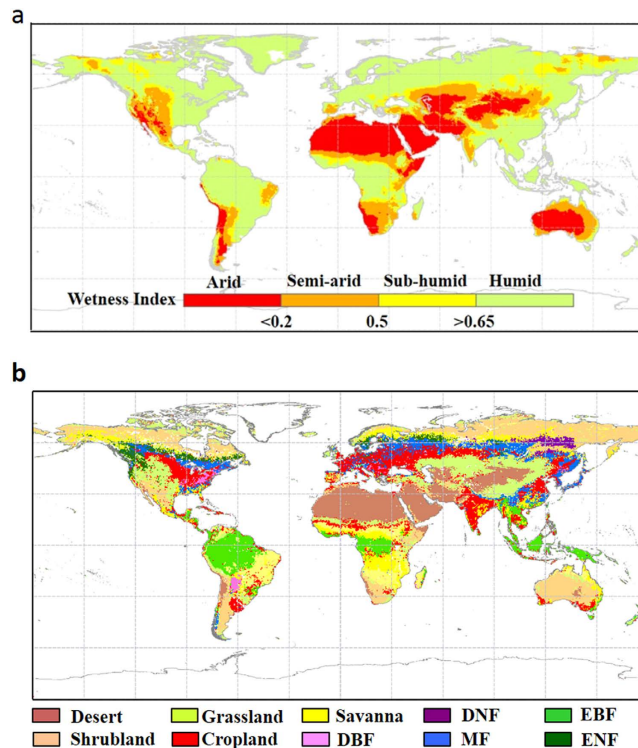 a
Arid Semi-arid Sub-humid Humid
Wetness Index
<0.2 0.5 >0.65
b
Desert Grassland Savanna DNF EBF
Shrubland Cropland DBF MF ENF